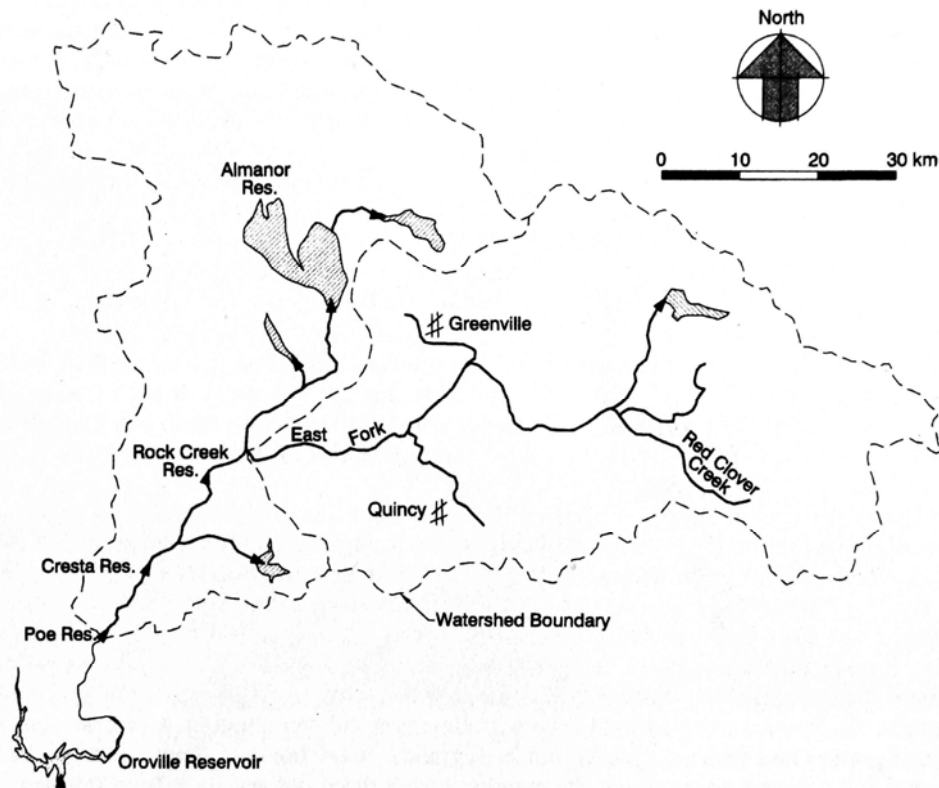 North
0 10 20 30 km
Almanor
Res.
Greenville
Rock Creek
Res.
East Fork
Red Clover
Creek
Quincy
Cresta Res.
Poe Res.
Watershed Boundary
Oroville Reservoir